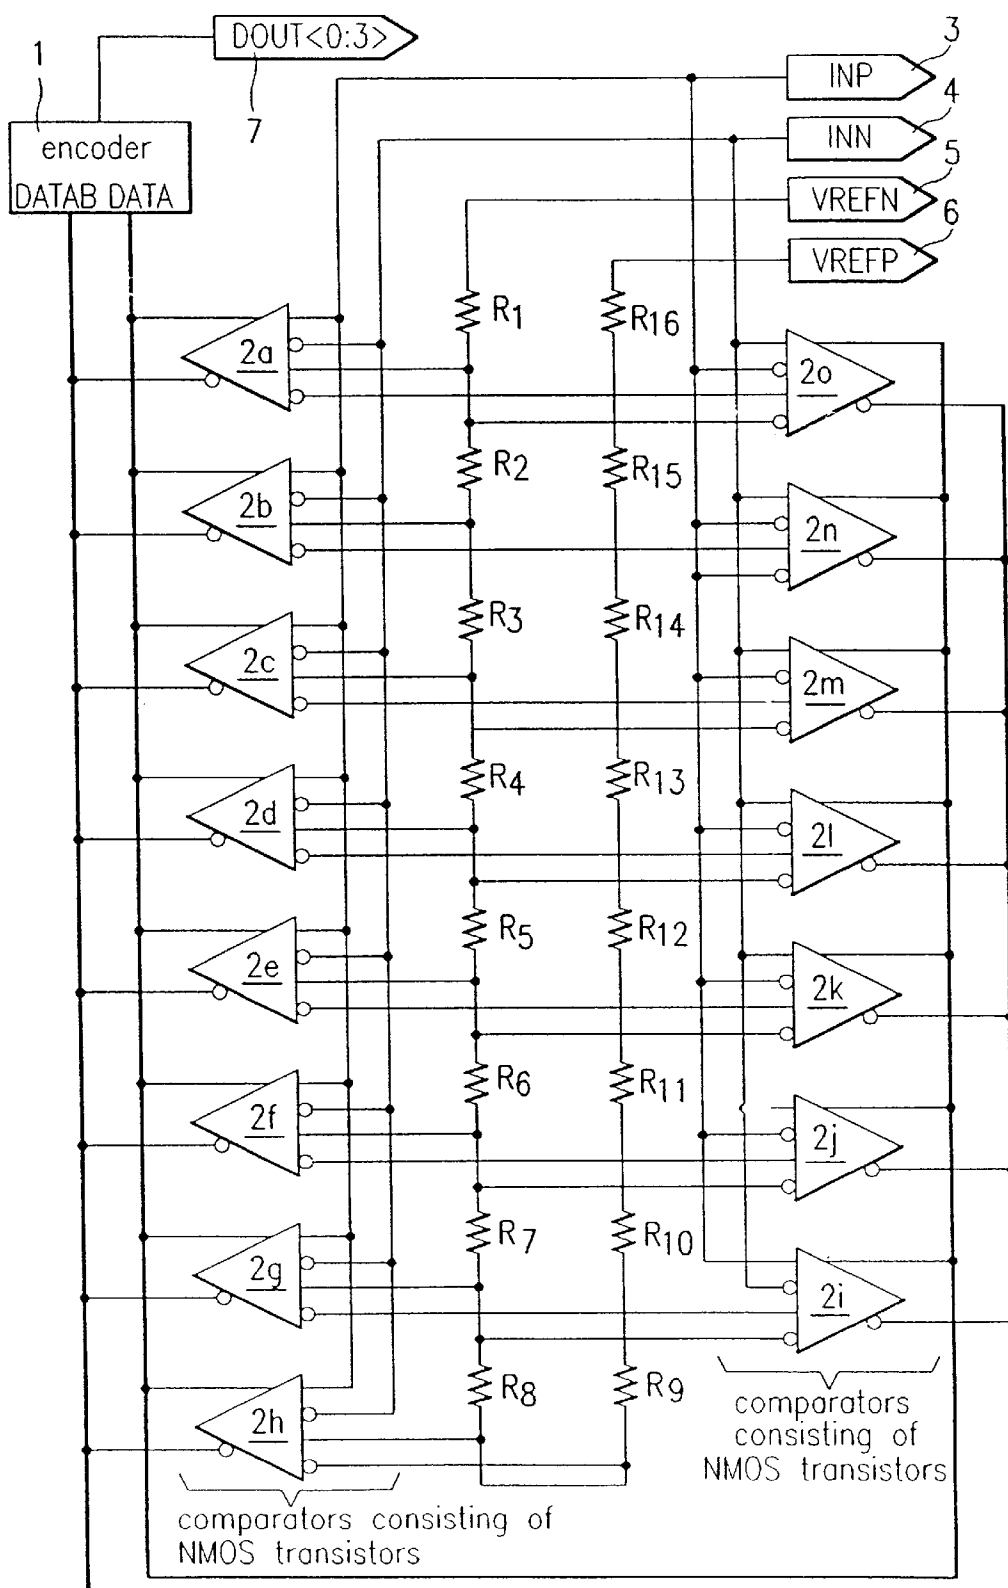 DOUT<0:3>
3
1
INP
4
7
encoder
INN
5
DATAB DATA
VREFN
6
VREFP
R1
R16
2a
2o
R2
R15
2b
2n
R3
R14
2c
2m
R4
R13
2d
2l
R5
R12
2e
2k
R6
R11
2f
2j
R7
R10
2g
2i
R8
R9
2h
comparators
consisting of
NMOS transistors
comparators consisting of
NMOS transistors